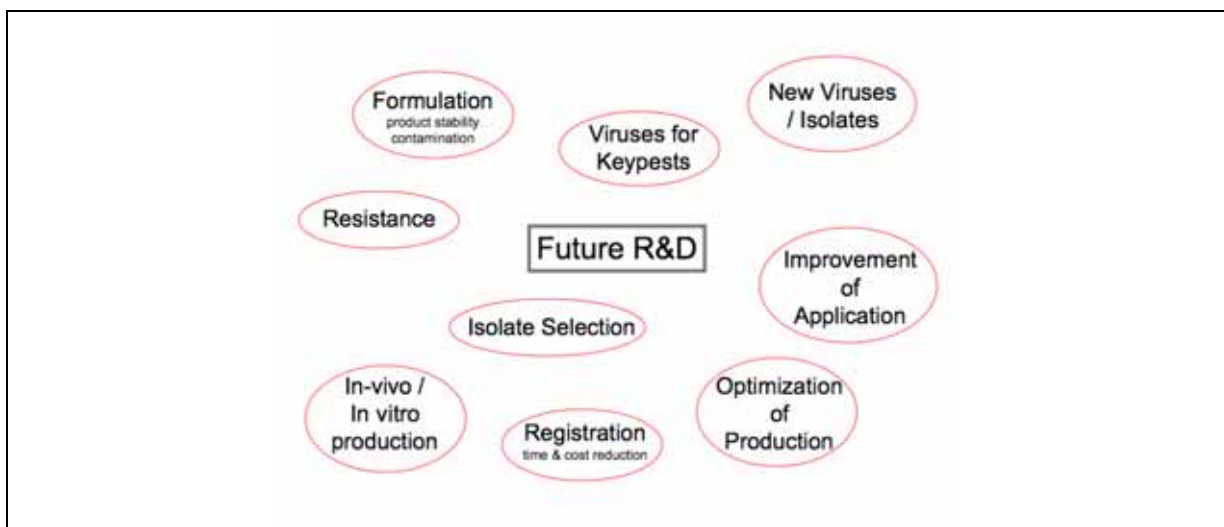 Formulation
product stability
contamination
Viruses for
Keypests
New Viruses
/ Isolates
Resistance
Future R&D
Improvement
of
Application
Isolate Selection
In-vivo /
In vitro
production
Registration
time & cost reduction
Optimization
of
Production